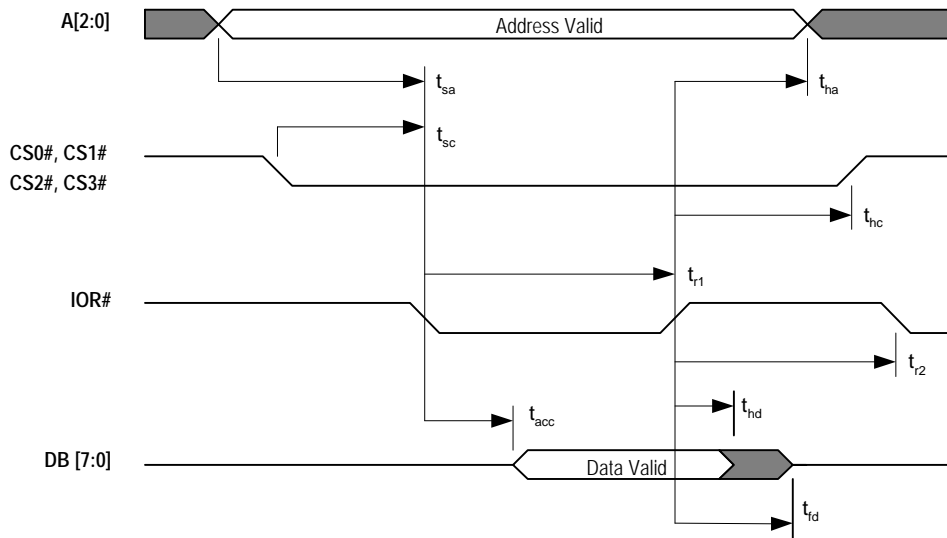 A[2:0]
Address Valid
t_sa
t_ha
t_sc
CS0#, CS1#
CS2#, CS3#
t_hc
t_r1
IOR#
t_r2
t_hd
t_acc
DB [7:0]
Data Valid
t_fd